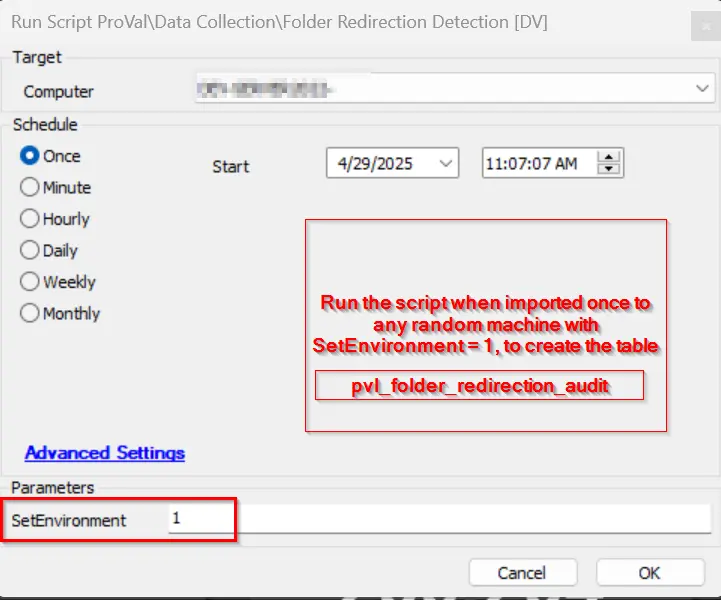 Run Script ProVal\Data Collection\Folder Redirection Detection [DV]
Target
Computer
Schedule
Once
Start
4/29/2025
11:07:07 AM
Minute
Hourly
Daily
Weekly
Monthly
Run the script when imported once to
any random machine with
SetEnvironment = 1, to create the table
pvl_folder_redirection_audit
Advanced Settings
Parameters
SetEnvironment
1
Cancel
OK